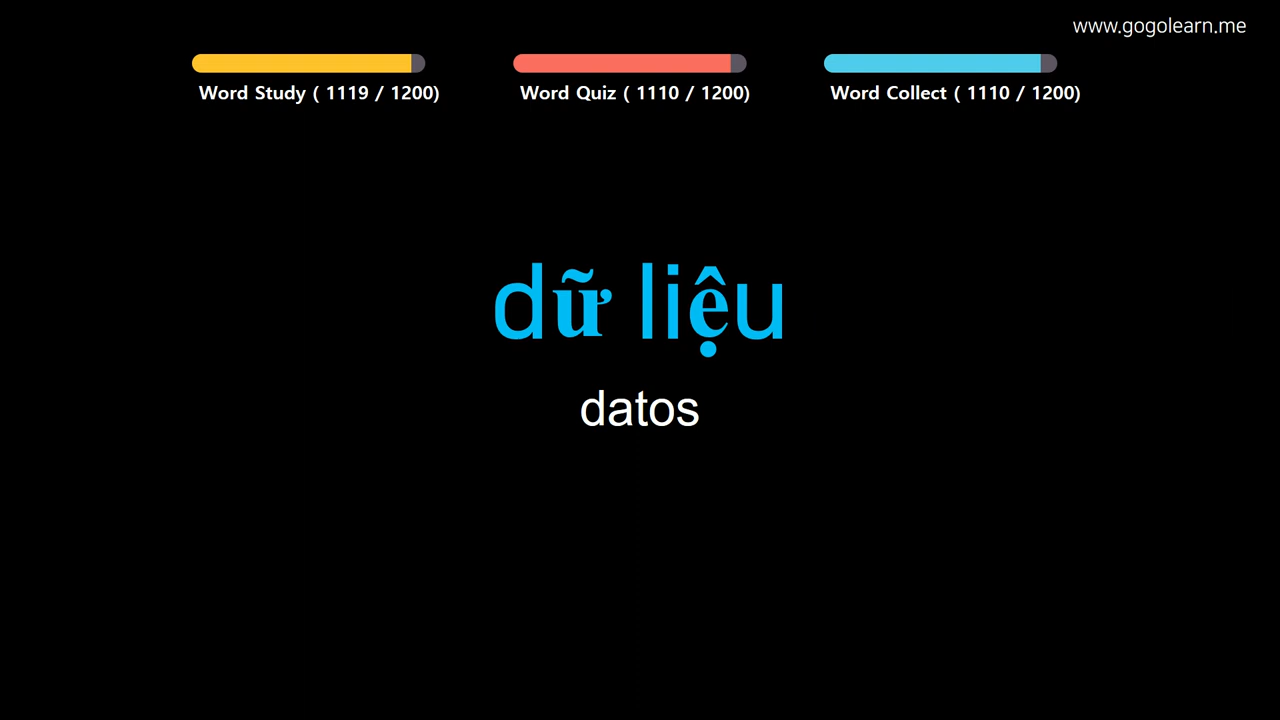 www.gogolearn.me
Word Study ( 1119 / 1200)
Word Quiz ( 1110 / 1200)
Word Collect ( 1110 / 1200)
dữ liệu
datos